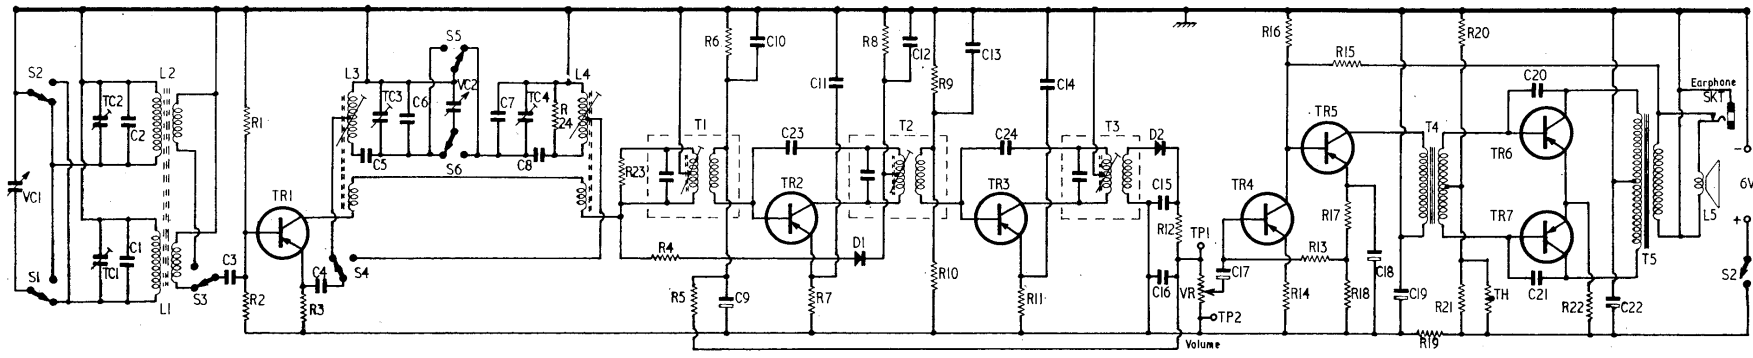 S2
TC2
C2
L2
VC1
S1
TC1
C1
L1
S3
C3
R1
R2
TR1
C4
R3
S4
L3
TC3
C6
C5
S5
VC2
S6
C7
TC4
R
24
C8
L4
R23
T1
R6
C10
R4
R5
C9
C11
C23
TR2
R7
D1
R8
C12
T2
R9
C13
R10
C24
TR3
R11
C14
T3
D2
C15
R12
C16
TP1
VR
TP2
Volume
C17
TR4
R13
R14
R16
R15
TR5
R17
R18
C18
C19
R19
T4
R20
R21
TH
C20
TR6
TR7
C21
R22
C22
T5
Earphone
SKT
L5
-
6V
+
S2